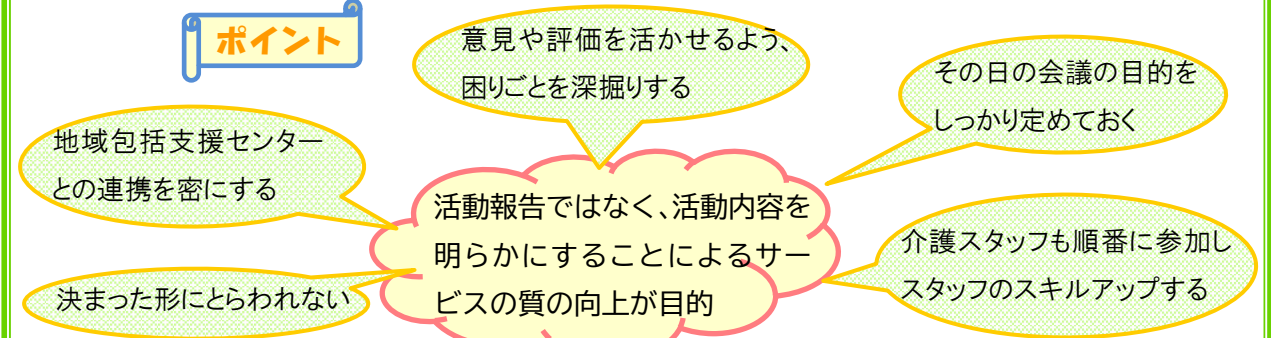 ポイント
意見や評価を活かせるよう、
困りごとを深掘りする
その日の会議の目的を
しっかり定めておく
地域包括支援センター
との連携を密にする
活動報告ではなく、活動内容を
明らかにすることによるサー
ビスの質の向上が目的
介護スタッフも順番に参加し
スタッフのスキルアップする
決まった形にとらわれない